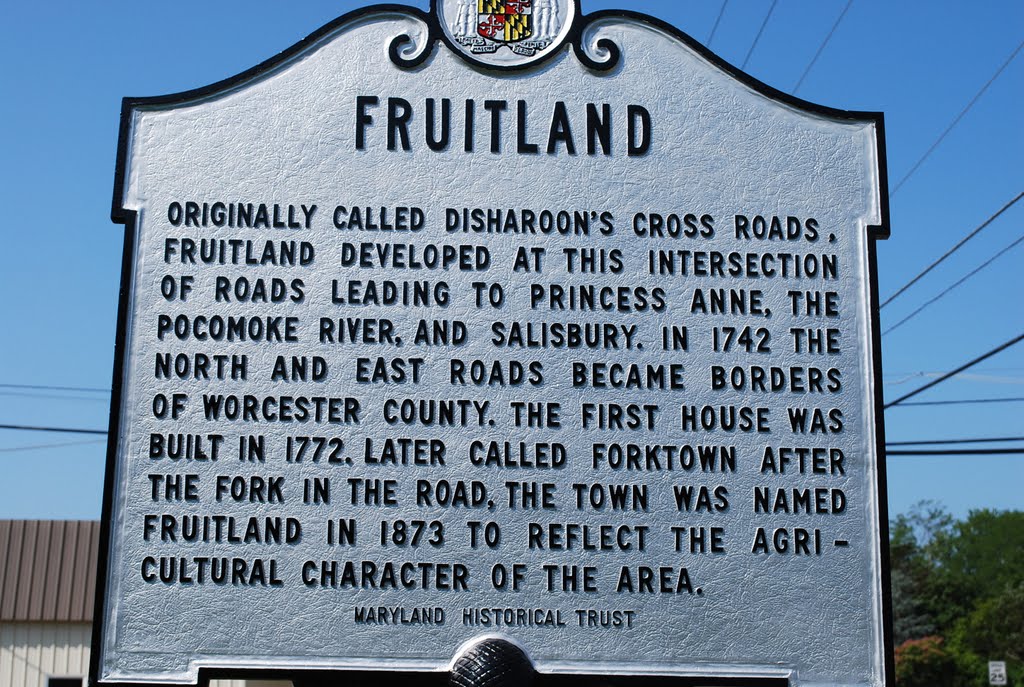 FRUITLAND
ORIGINALLY CALLED DISHAROON'S CROSS ROADS,
FRUITLAND DEVELOPED AT THIS INTERSECTION
OF ROADS LEADING TO PRINCESS ANNE, THE
POCOMOKE RIVER, AND SALISBURY. IN 1742 THE
NORTH AND EAST ROADS BECAME BORDERS
OF WORCESTER COUNTY. THE FIRST HOUSE WAS
BUILT IN 1772. LATER CALLED FORKTOWN AFTER
THE FORK IN THE ROAD, THE TOWN WAS NAMED
FRUITLAND IN 1873 TO REFLECT THE AGRI-
CULTURAL CHARACTER OF THE AREA.
MARYLAND HISTORICAL TRUST
25